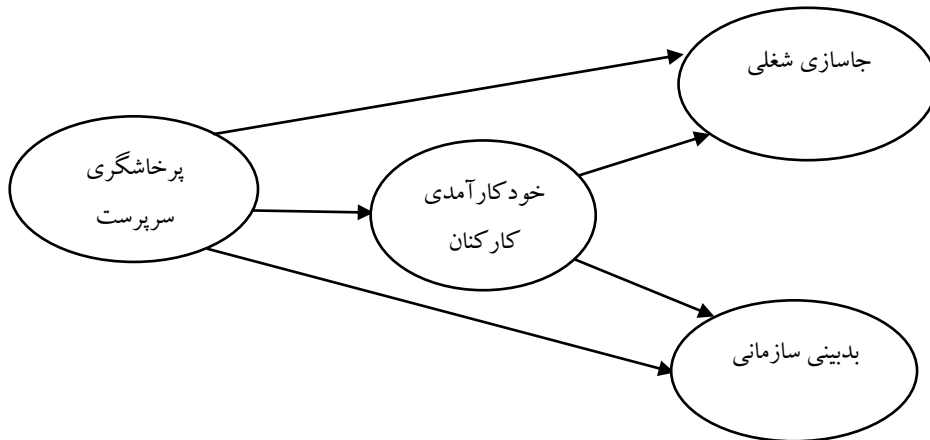 جاسازی شغلی
پرخاشگری
سرپرست
خودکارآمدی
کارکنان
بدبینی سازمانی